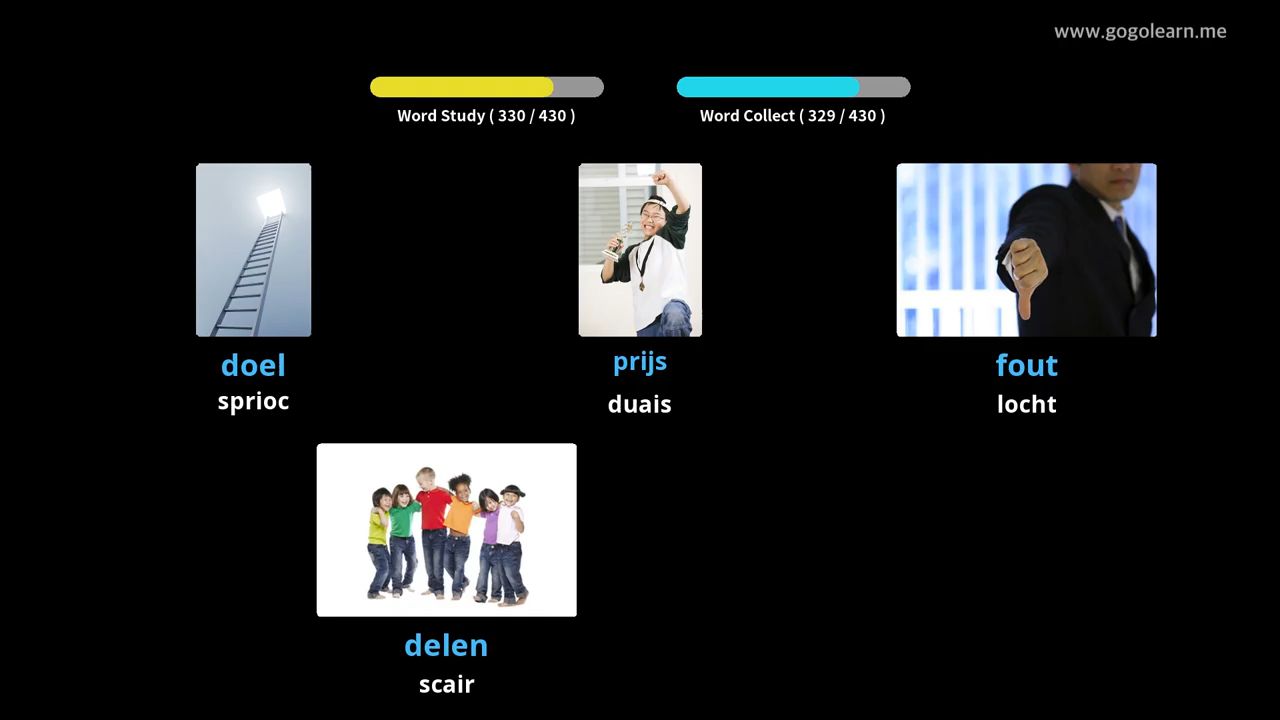 www.gogolearn.me
Word Study ( 330 / 430 )
Word Collect ( 329 / 430 )
doel
sprioc
prijs
duais
fout
locht
delen
scair